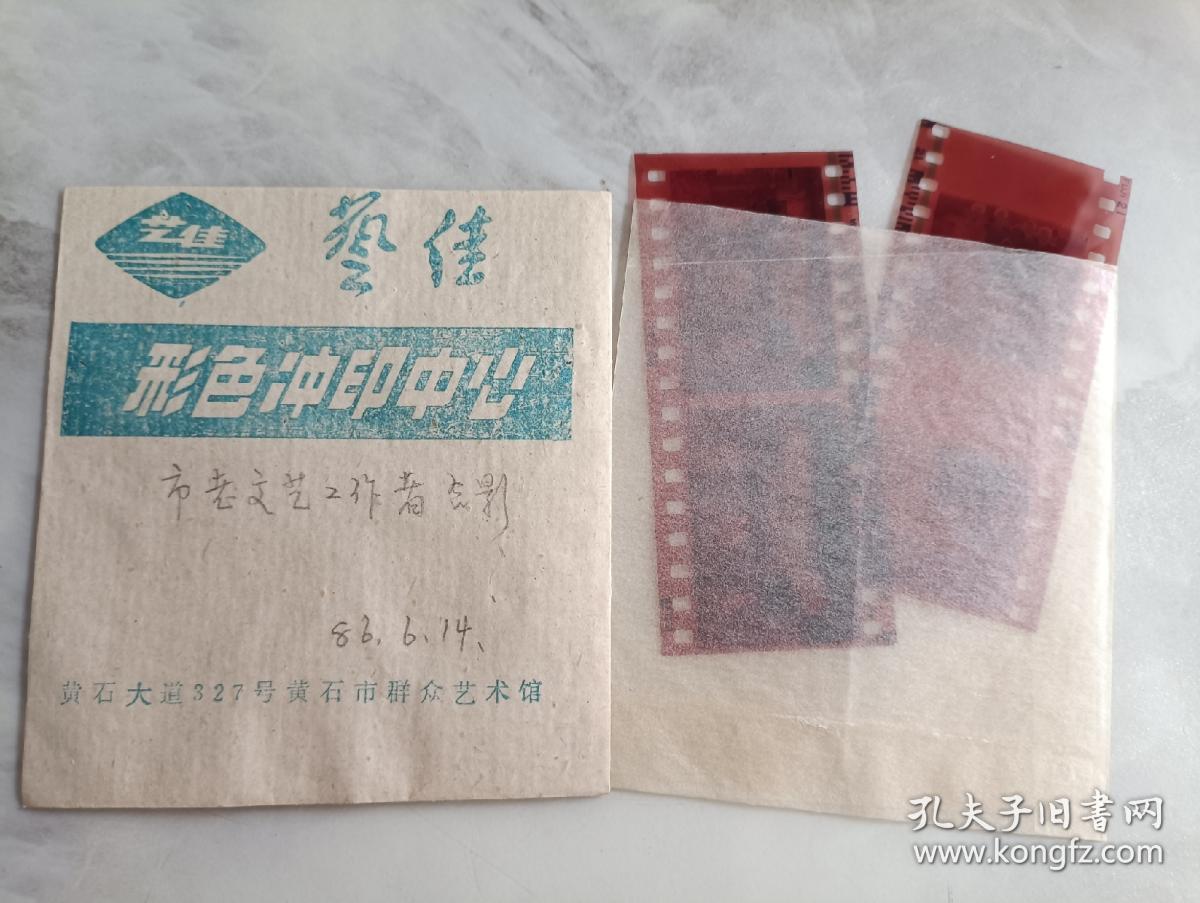 艺佳
藝佳
彩色冲印中心
市老文艺工作者合影
86.6.14、
黄石大道327号黄石市群众艺术馆
孔夫子旧书网
www.kongfz.com